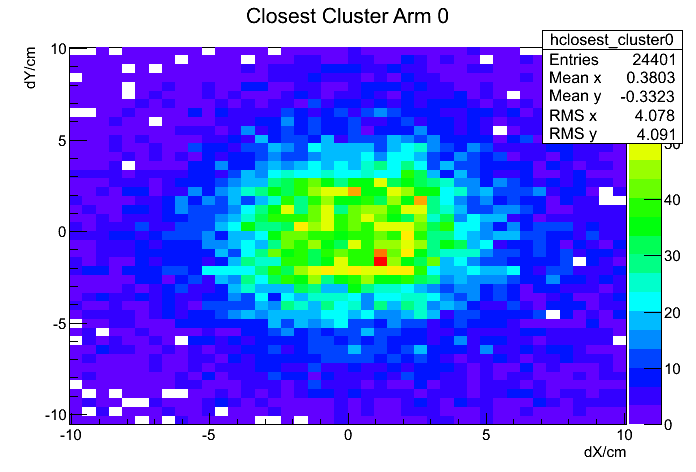 Closest Cluster Arm 0
hclosest_cluster0
Entries 24401
Mean x 0.3803
Mean y -0.3323
RMS x 4.078
RMS y 4.091
dY/cm
10
5
0
-5
-10
-10 -5 0 5 10
dX/cm
40
30
20
10
0